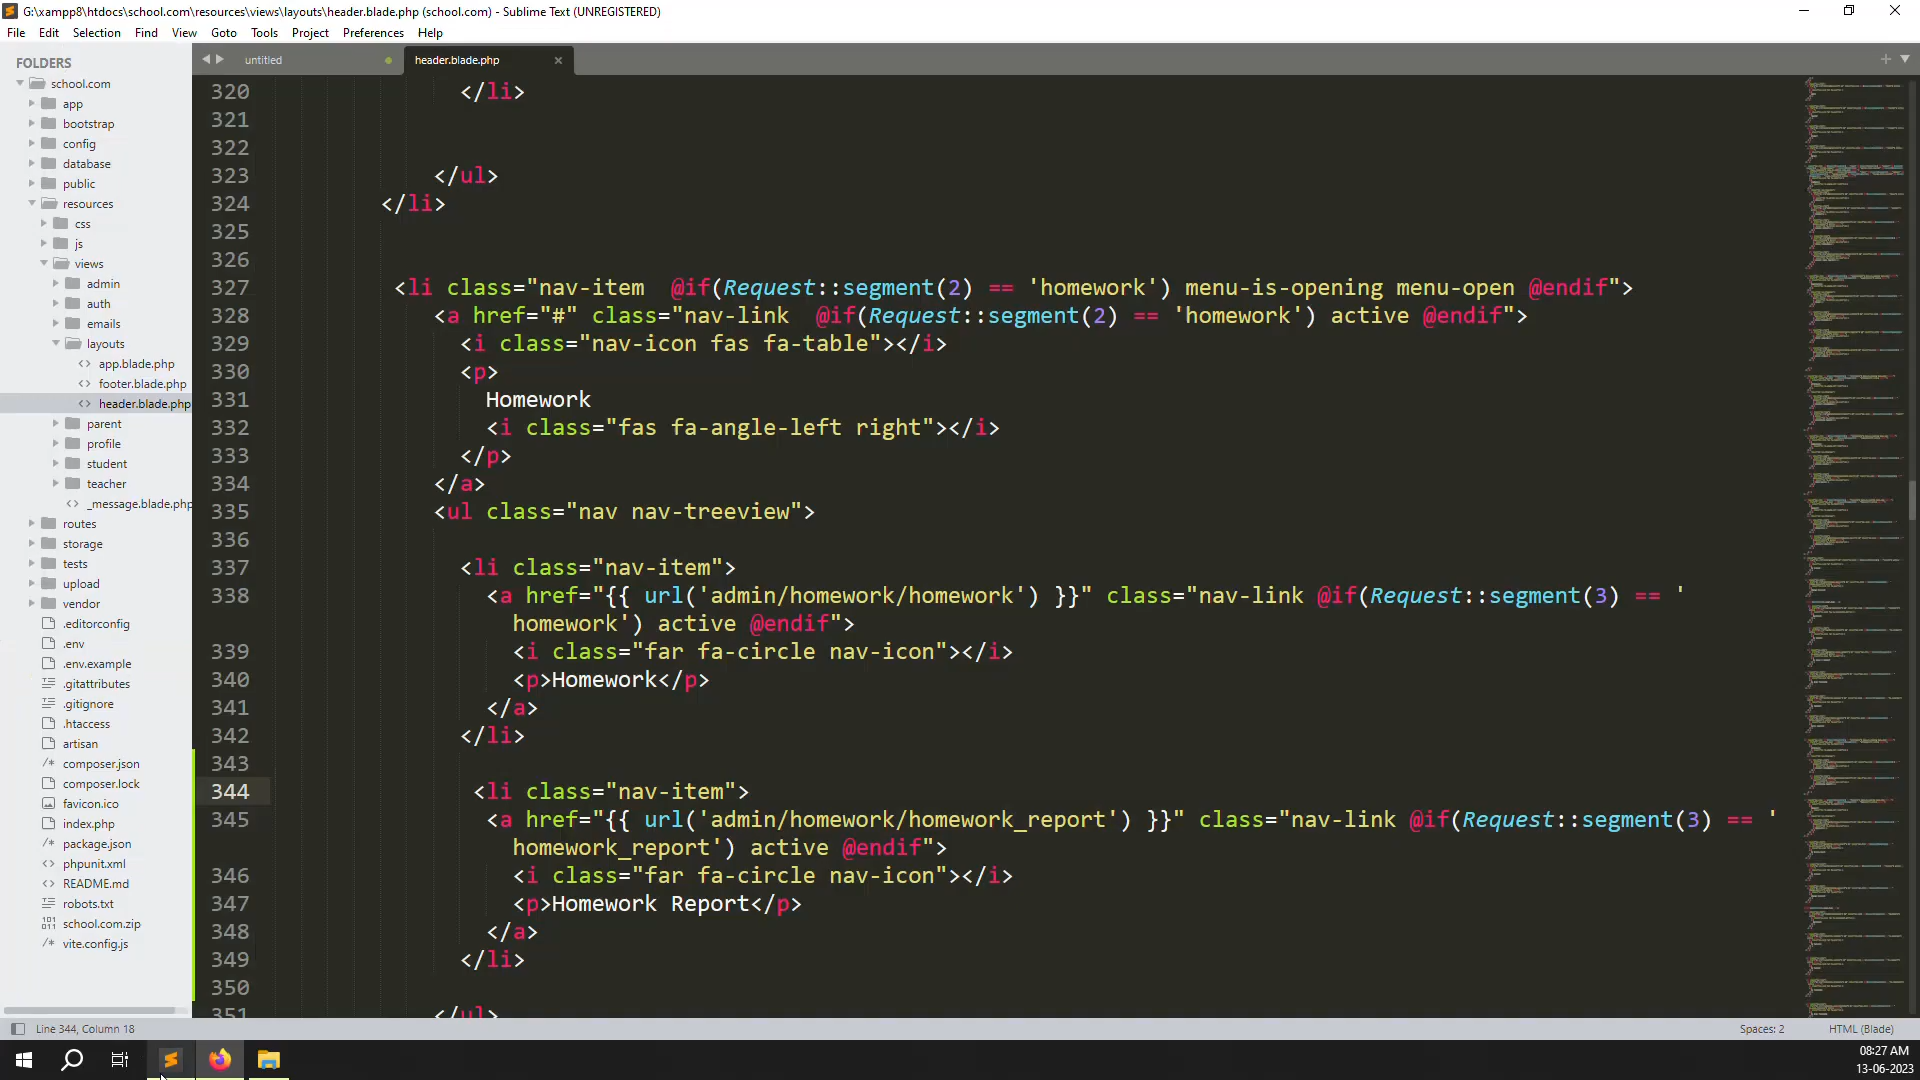 G:\xampp8\htdocs\school.com\resources\views\layouts\header.blade.php (school.com) - Sublime Text (UNREGISTERED)
File Edit Selection Find View Goto Tools Project Preferences Help
FOLDERS
school.com
app
bootstrap
config
database
public
resources
css
js
views
admin
auth
emails
layouts
app.blade.php
footer.blade.php
header.blade.php
parent
profile
student
teacher
_message.blade.php
routes
storage
tests
upload
vendor
.editorconfig
.env
.env.example
.gitattributes
.gitignore
.htaccess
artisan
composer.json
composer.lock
favicon.ico
index.php
package.json
phpunit.xml
README.md
robots.txt
school.com.zip
vite.config.js
untitled header.blade.php
320 </li>
321
322
323 </ul>
324 </li>
325
326
327 <li class="nav-item  @if(Request::segment(2) == 'homework') menu-is-opening menu-open @endif">
328 <a href="#" class="nav-link  @if(Request::segment(2) == 'homework') active @endif">
329 <i class="nav-icon fas fa-table"></i>
330 <p>
331 Homework
332 <i class="fas fa-angle-left right"></i>
333 </p>
334 </a>
335 <ul class="nav nav-treeview">
336
337 <li class="nav-item">
338 <a href="{{ url('admin/homework/homework') }}" class="nav-link @if(Request::segment(3) == '
homework') active @endif">
339 <i class="far fa-circle nav-icon"></i>
340 <p>Homework</p>
341 </a>
342 </li>
343
344 <li class="nav-item">
345 <a href="{{ url('admin/homework/homework_report') }}" class="nav-link @if(Request::segment(3) == '
homework_report') active @endif">
346 <i class="far fa-circle nav-icon"></i>
347 <p>Homework Report</p>
348 </a>
349 </li>
350
351 </ul>
Line 344, Column 18
Spaces: 2 HTML (Blade)
08:27 AM
13-06-2023